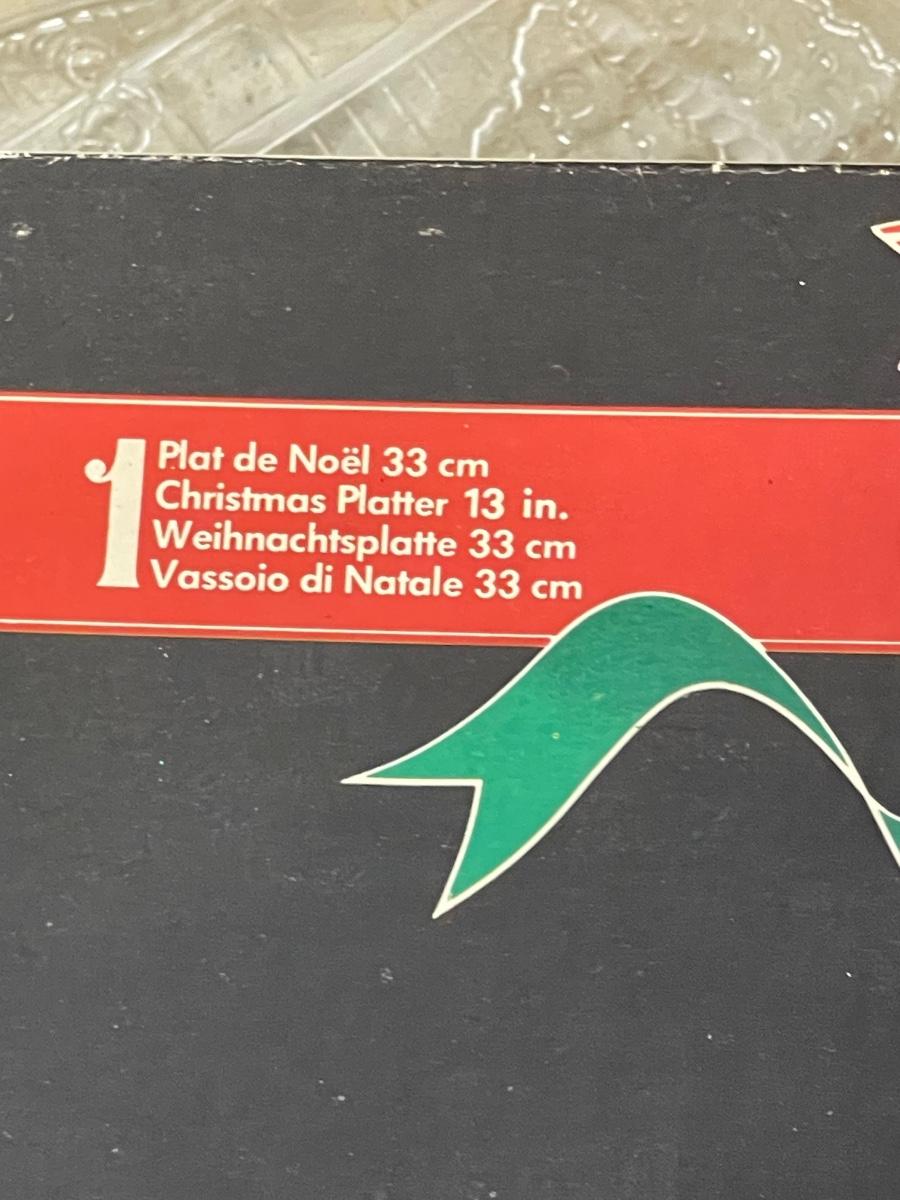 1
Plat de Noël 33 cm
Christmas Platter 13 in.
Weihnachtsplatte 33 cm
Vassoio di Natale 33 cm